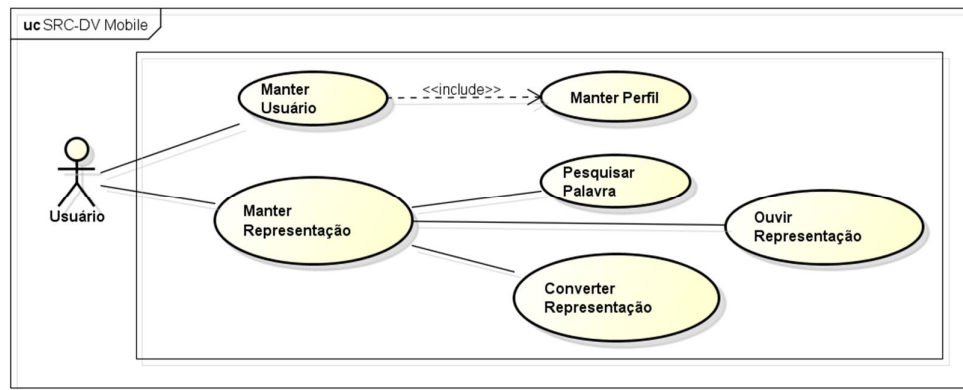 uc SRC-DV Mobile
Manter
Usuário
<<include>>
Manter Perfil
Usuário
Manter
Representação
Pesquisar
Palavra
Ouvir
Representação
Converter
Representação